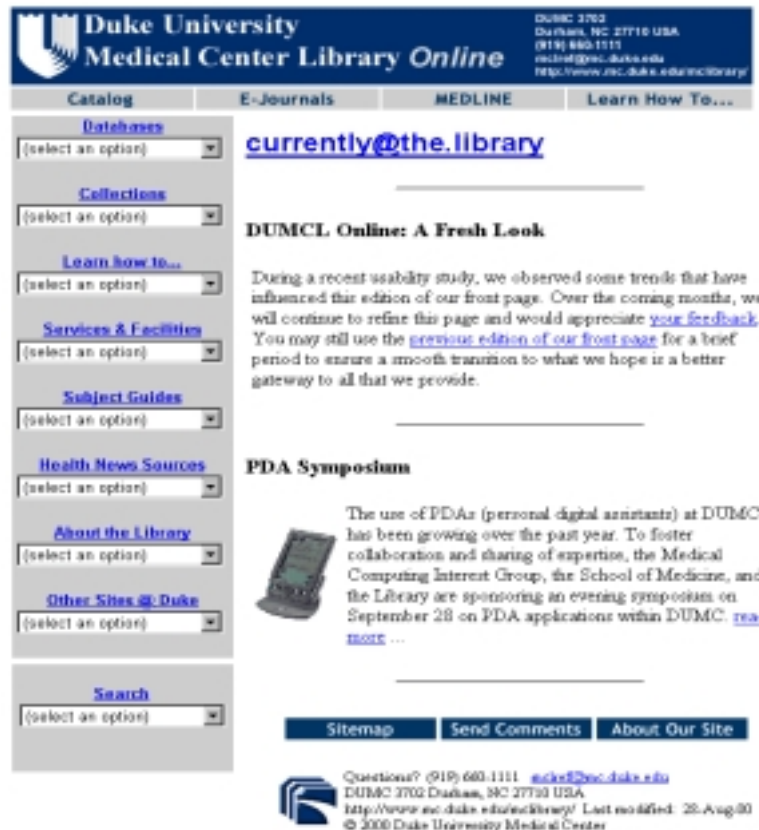 Duke University
Medical Center Library Online
DUMC 3702
Durham, NC 27710 USA
(919) 660-1111
mclref@mc.duke.edu
http://www.mc.duke.edu/mclibrary/
Catalog E-Journals MEDLINE Learn How To...
Databases
(select an option)
Collections
(select an option)
Learn how to...
(select an option)
Services & Facilities
(select an option)
Subject Guides
(select an option)
Health News Sources
(select an option)
About the Library
(select an option)
Other Sites @ Duke
(select an option)
Search
(select an option)
currently@the.library
DUMCL Online: A Fresh Look
During a recent usability study, we observed some trends that have
influenced this edition of our front page. Over the coming months, we
will continue to refine this page and would appreciate your feedback
You may still use the previous edition of our front page for a brief
period to ensure a smooth transition to what we hope is a better
gateway to all that we provide.
PDA Symposium
The use of PDAs (personal digital assistants) at DUMC
has been growing over the past year. To foster
collaboration and sharing of expertise, the Medical
Computing Interest Group, the School of Medicine, and
the Library are sponsoring an evening symposium on
September 28 on PDA applications within DUMC. rea
more ...
Sitemap Send Comments About Our Site
Questions? (919) 660-1111 mclref@mc.duke.edu
DUMC 3702 Durham, NC 27710 USA
http://www.mc.duke.edu/mclibrary/ Last modified: 28-Aug-00
© 2000 Duke University Medical Center